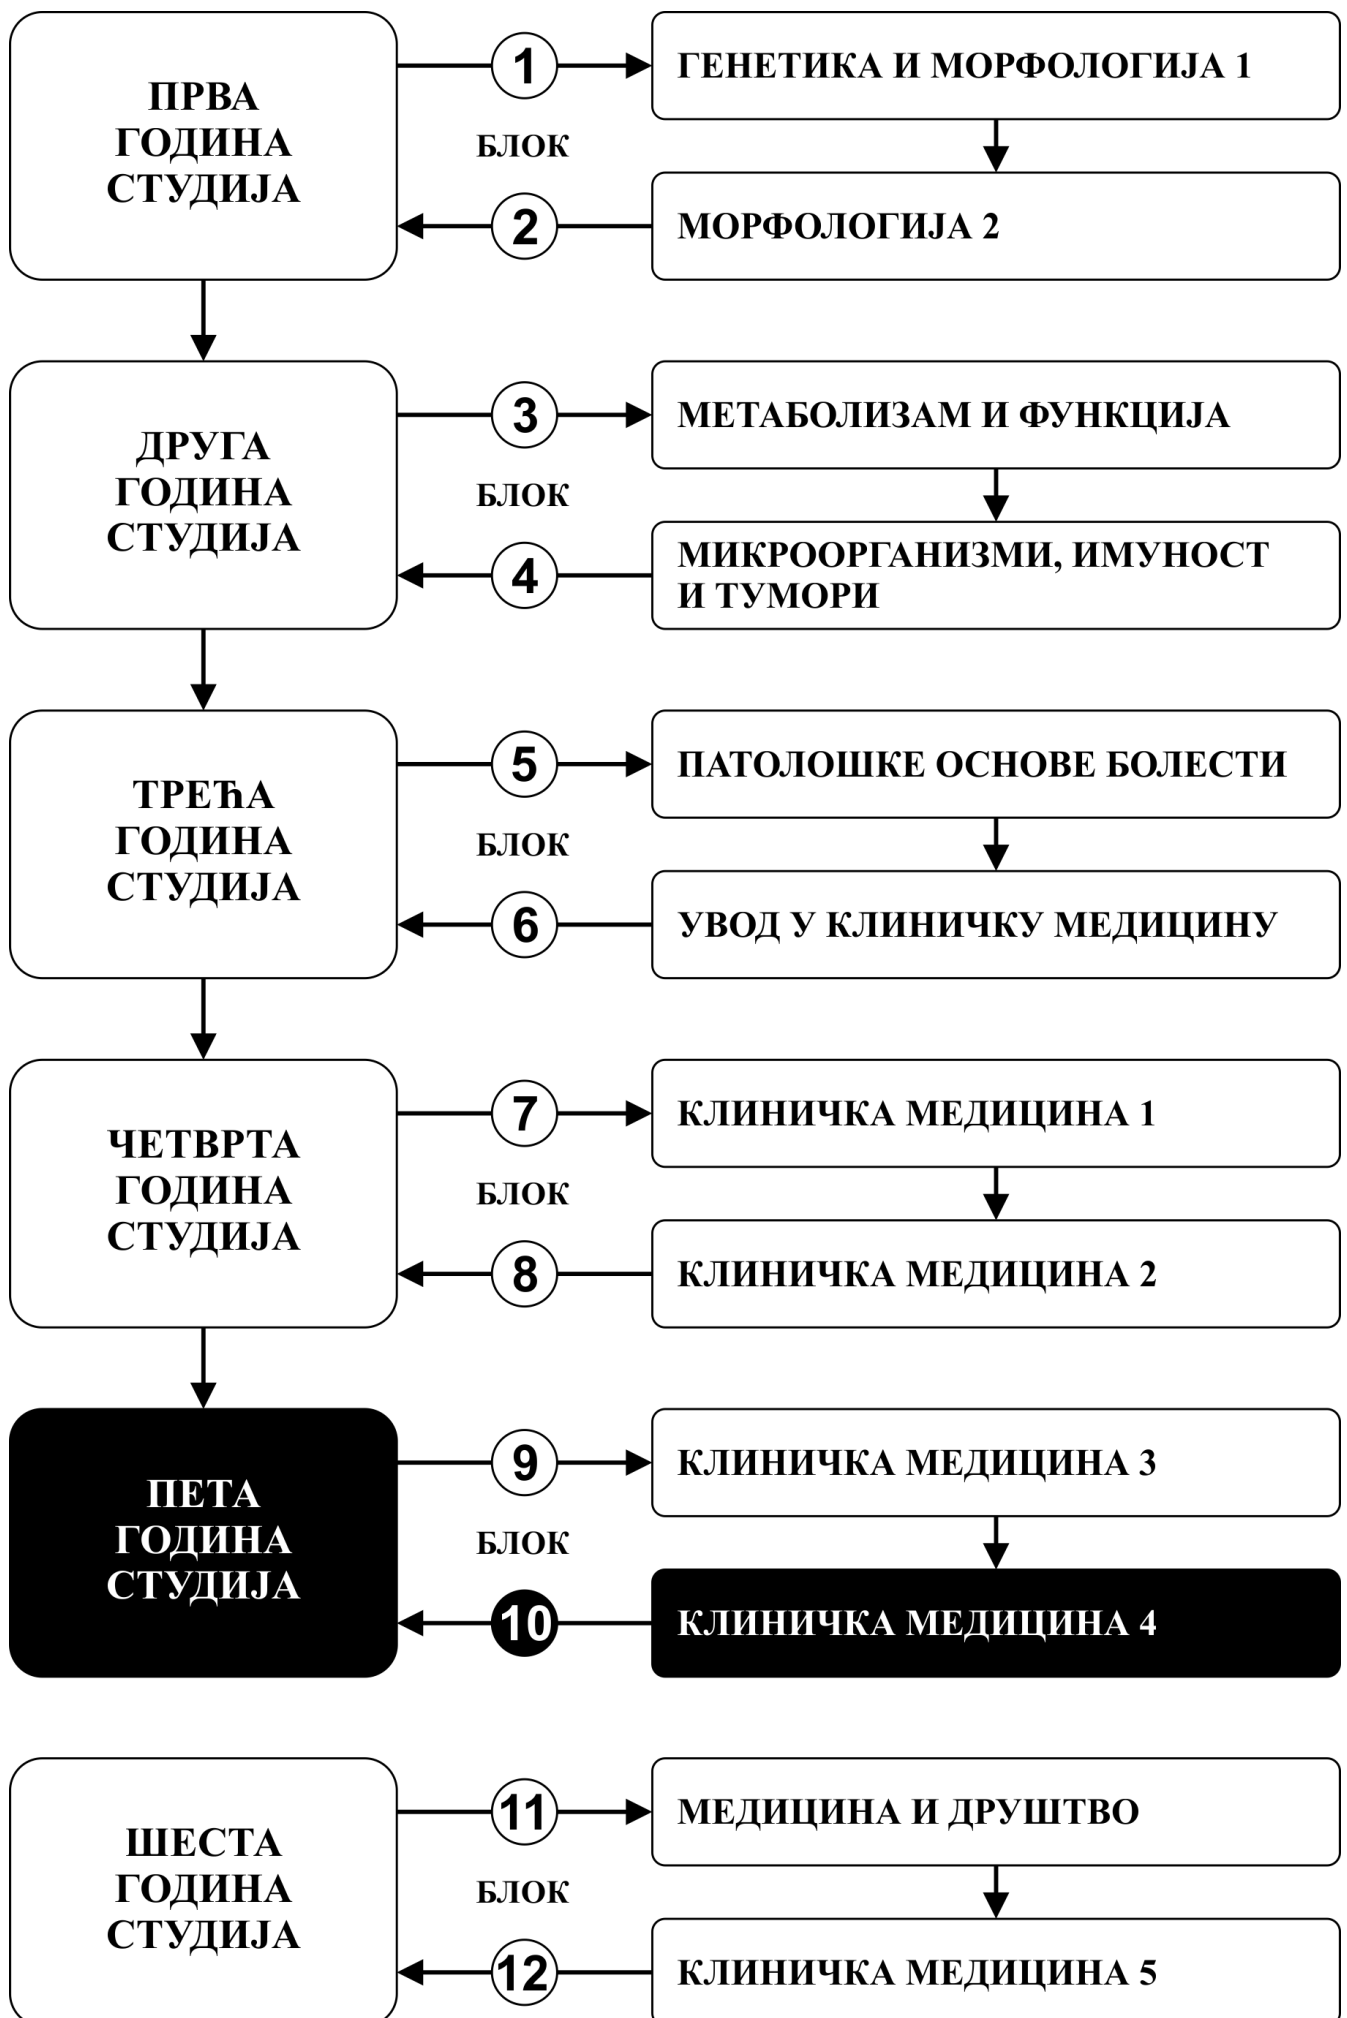 ПРВА
ГОДИНА
СТУДИЈА
1
БЛОК
2
ГЕНЕТИКА И МОРФОЛОГИЈА 1
МОРФОЛОГИЈА 2
ДРУГА
ГОДИНА
СТУДИЈА
3
БЛОК
4
МЕТАБОЛИЗАМ И ФУНКЦИЈА
МИКРООРГАНИЗМИ, ИМУНОСТ
И ТУМОРИ
ТРЕЋА
ГОДИНА
СТУДИЈА
5
БЛОК
6
ПАТОЛОШКЕ ОСНОВЕ БОЛЕСТИ
УВОД У КЛИНИЧКУ МЕДИЦИНУ
ЧЕТВРТА
ГОДИНА
СТУДИЈА
7
БЛОК
8
КЛИНИЧКА МЕДИЦИНА 1
КЛИНИЧКА МЕДИЦИНА 2
ПЕТА
ГОДИНА
СТУДИЈА
9
БЛОК
10
КЛИНИЧКА МЕДИЦИНА 3
КЛИНИЧКА МЕДИЦИНА 4
ШЕСТА
ГОДИНА
СТУДИЈА
11
БЛОК
12
МЕДИЦИНА И ДРУШТВО
КЛИНИЧКА МЕДИЦИНА 5